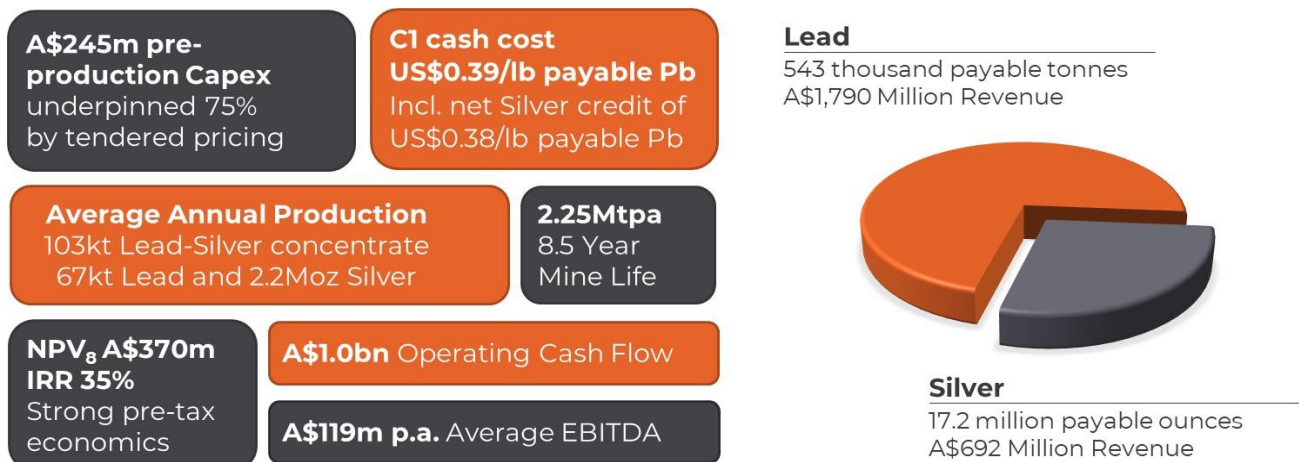 A$245m pre-
production Capex
underpinned 75%
by tendered pricing
C1 cash cost
US$0.39/lb payable Pb
Incl. net Silver credit of
US$0.38/lb payable Pb
Average Annual Production
103kt Lead-Silver concentrate
67kt Lead and 2.2Moz Silver
2.25Mtpa
8.5 Year
Mine Life
NPV₈ A$370m
IRR 35%
Strong pre-tax
economics
A$1.0bn Operating Cash Flow
A$119m p.a. Average EBITDA
Lead
543 thousand payable tonnes
A$1,790 Million Revenue
Silver
17.2 million payable ounces
A$692 Million Revenue